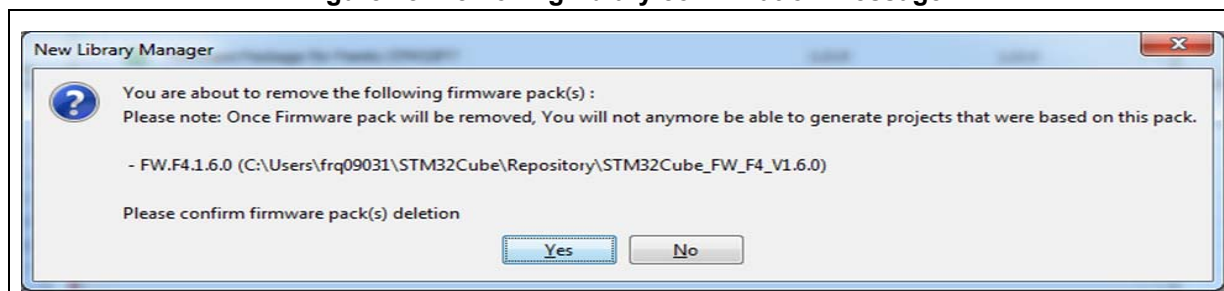 New Library Manager
You are about to remove the following firmware pack(s) :
Please note: Once Firmware pack will be removed, You will not anymore be able to generate projects that were based on this pack.
- FW.F4.1.6.0 (C:\Users\frq09031\STM32Cube\Repository\STM32Cube_FW_F4_V1.6.0)
Please confirm firmware pack(s) deletion
Yes No